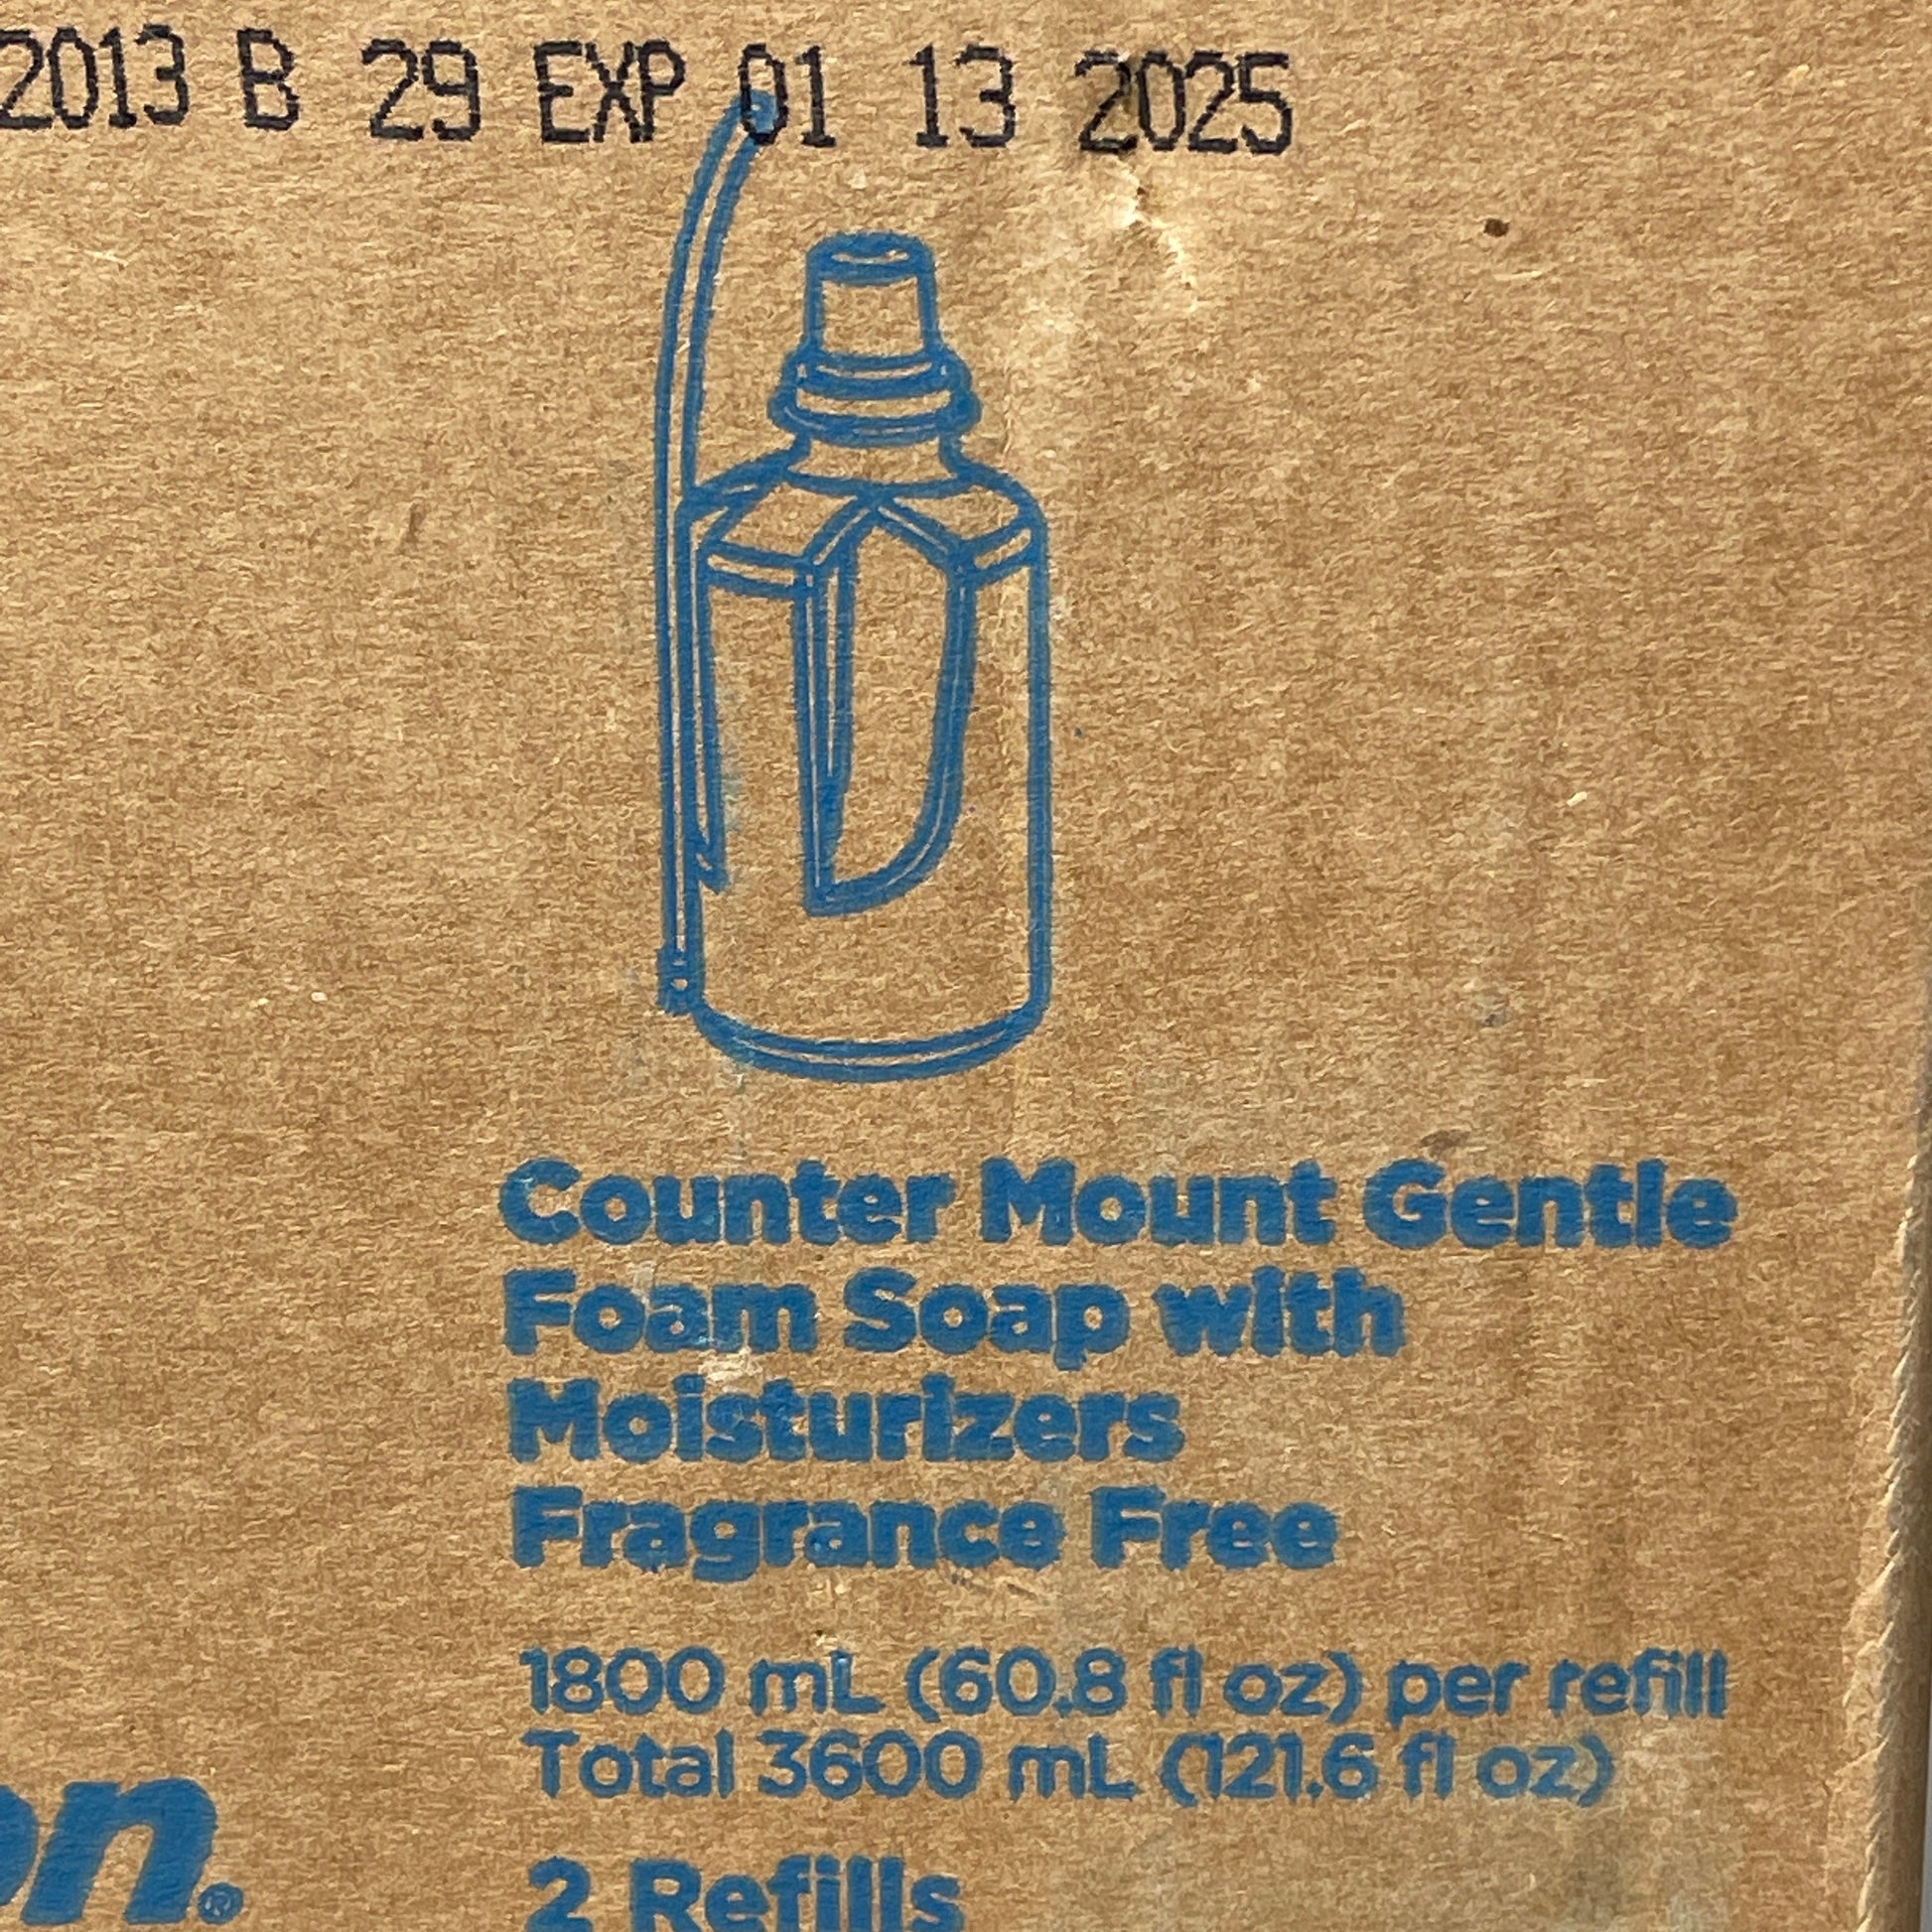 2013 B 29 EXP 01 13 2025
Counter Mount Gentle
Foam Soap with
Moisturizers
Fragrance Free
1800 mL (60.8 fl oz) per refill
Total 3600 mL (121.6 fl oz)
on.®
2 Refills